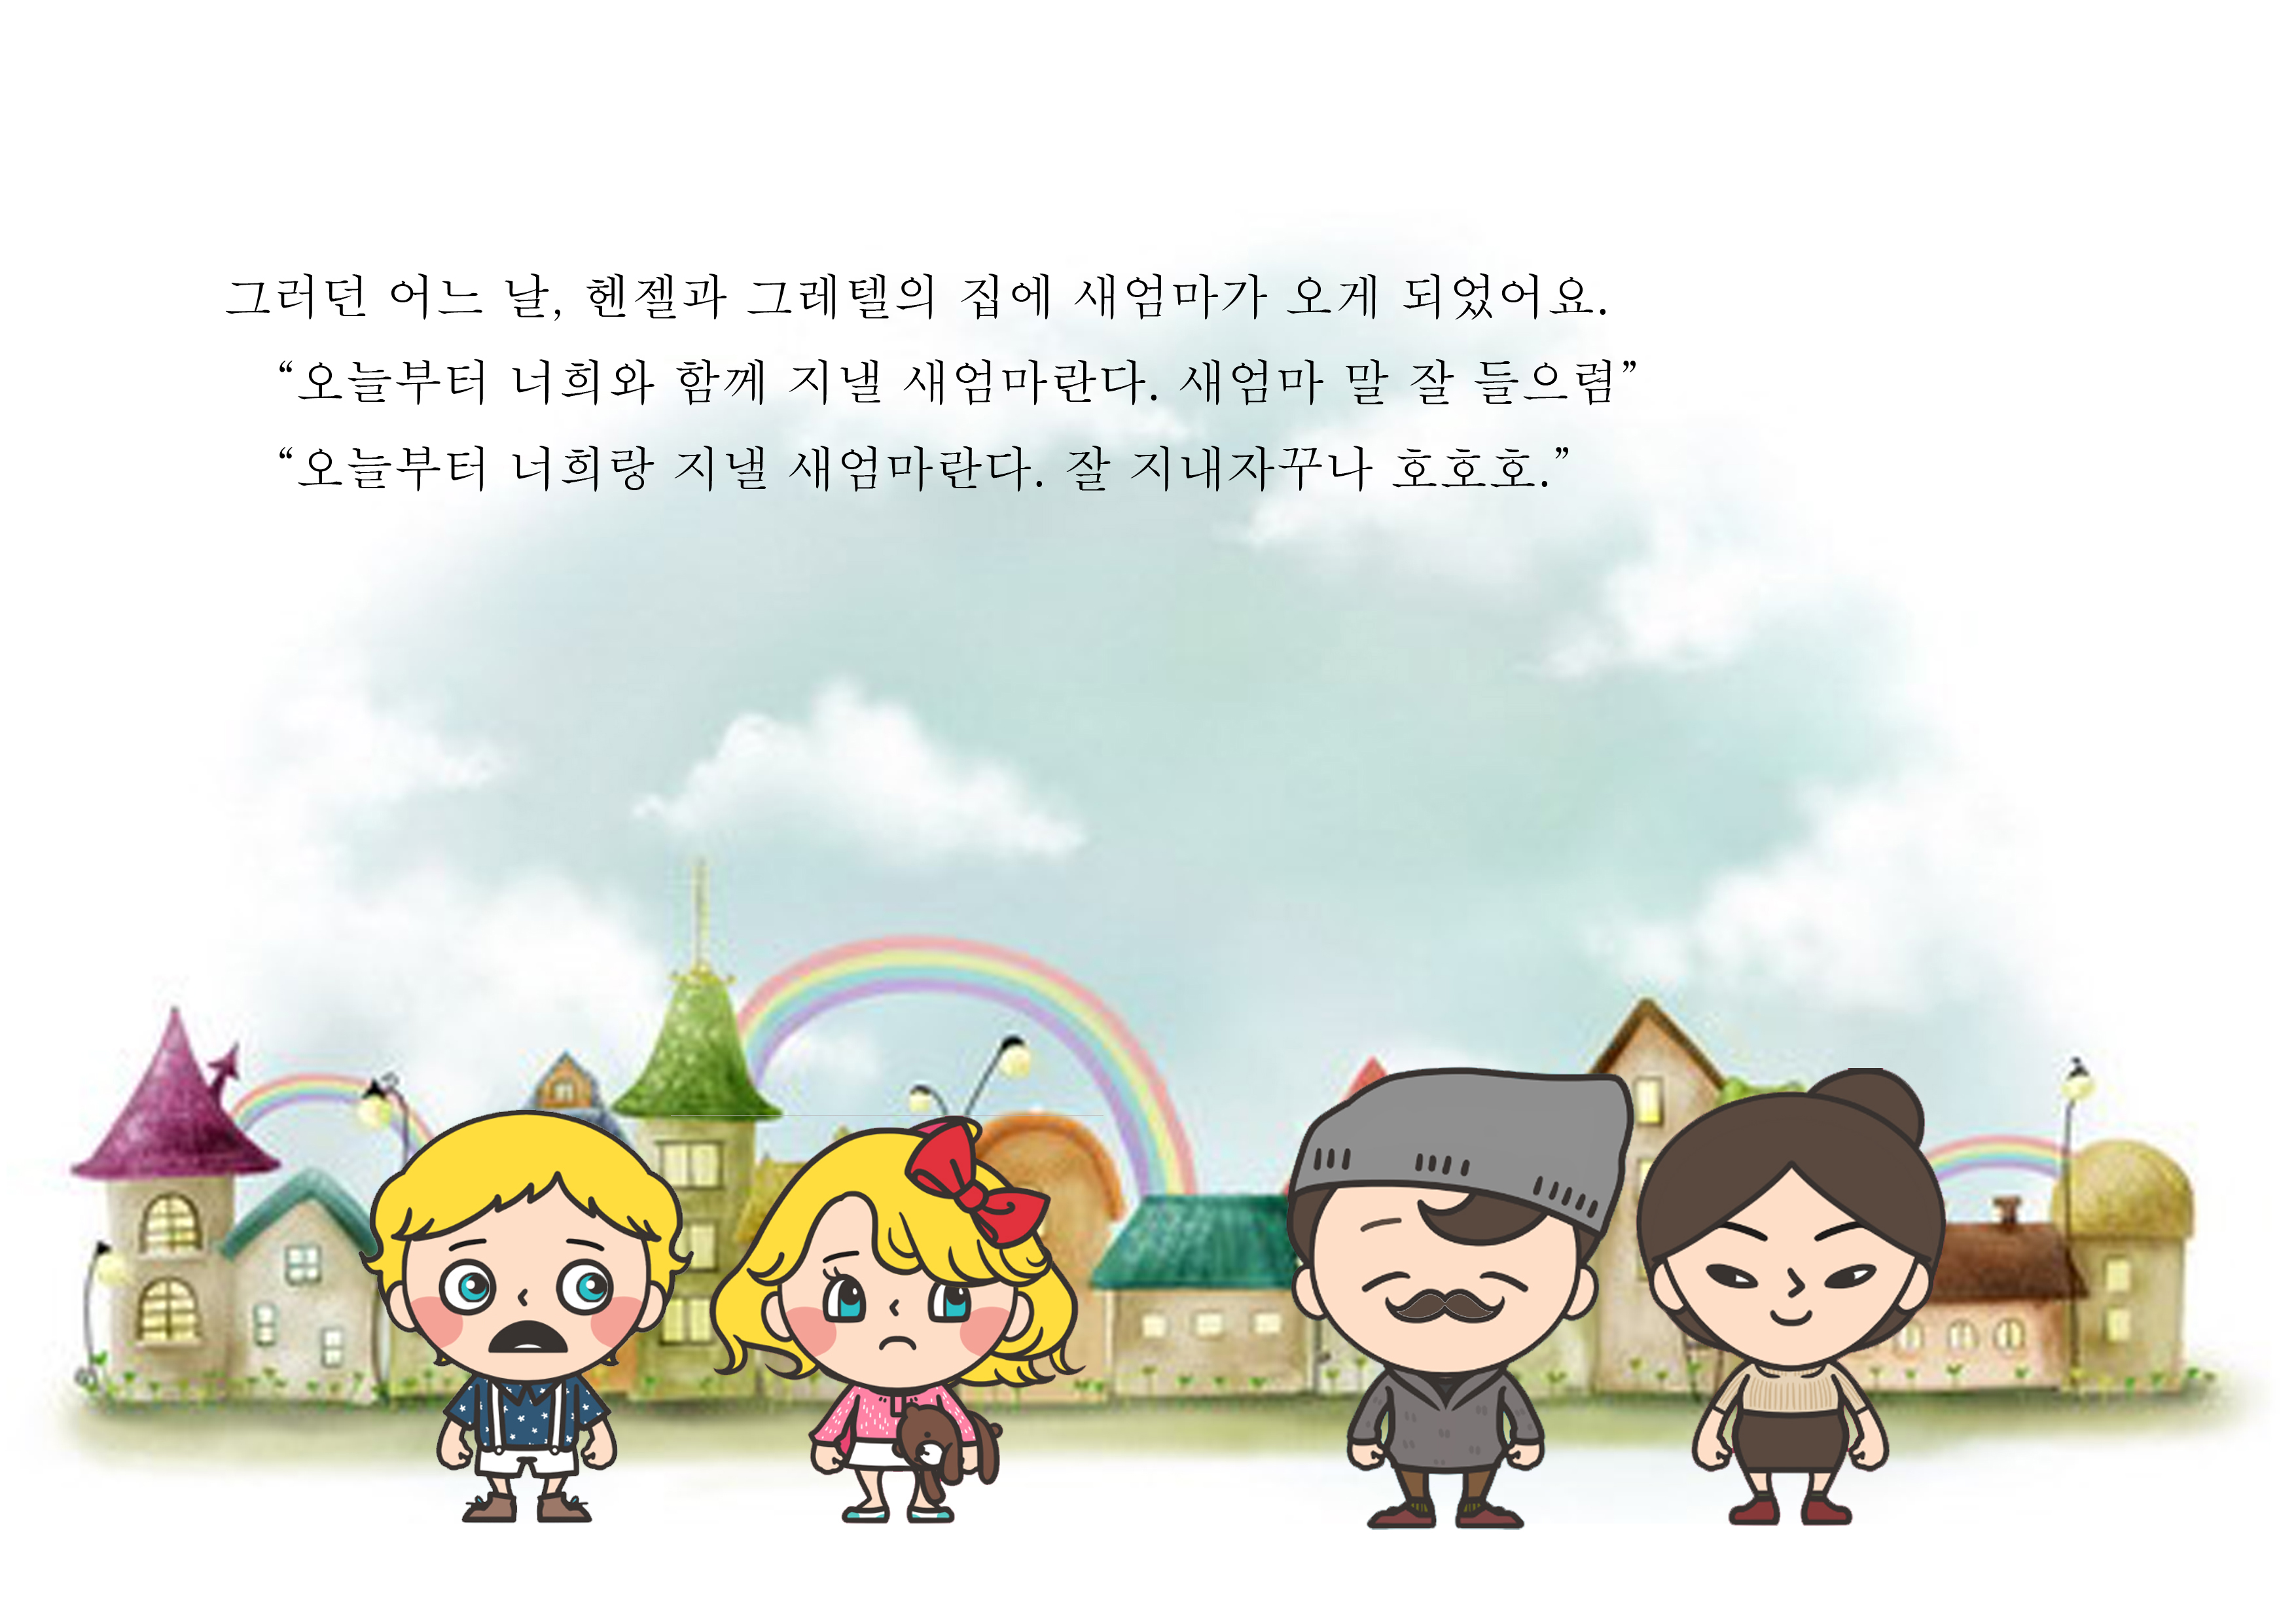 그러던 어느 날, 헨젤과 그레텔의 집에 새엄마가 오게 되었어요.
“오늘부터 너희와 함께 지낼 새엄마란다. 새엄마 말 잘 들으렴”
“오늘부터 너희랑 지낼 새엄마란다. 잘 지내자꾸나 호호호.”